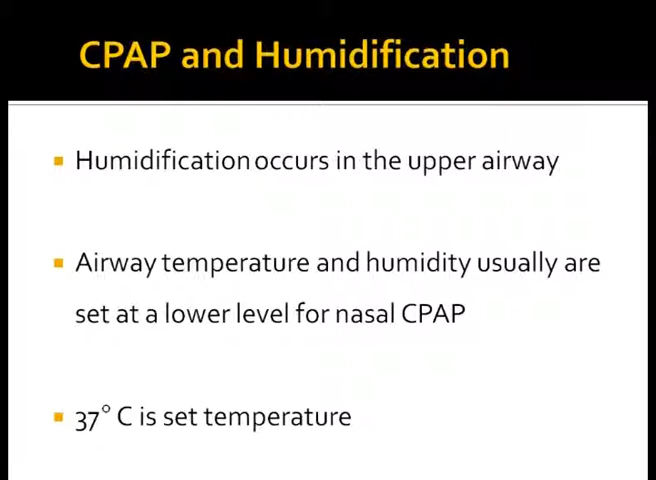 CPAP and Humidification
Humidification occurs in the upper airway
Airway temperature and humidity usually are
set at a lower level for nasal CPAP
37° C is set temperature